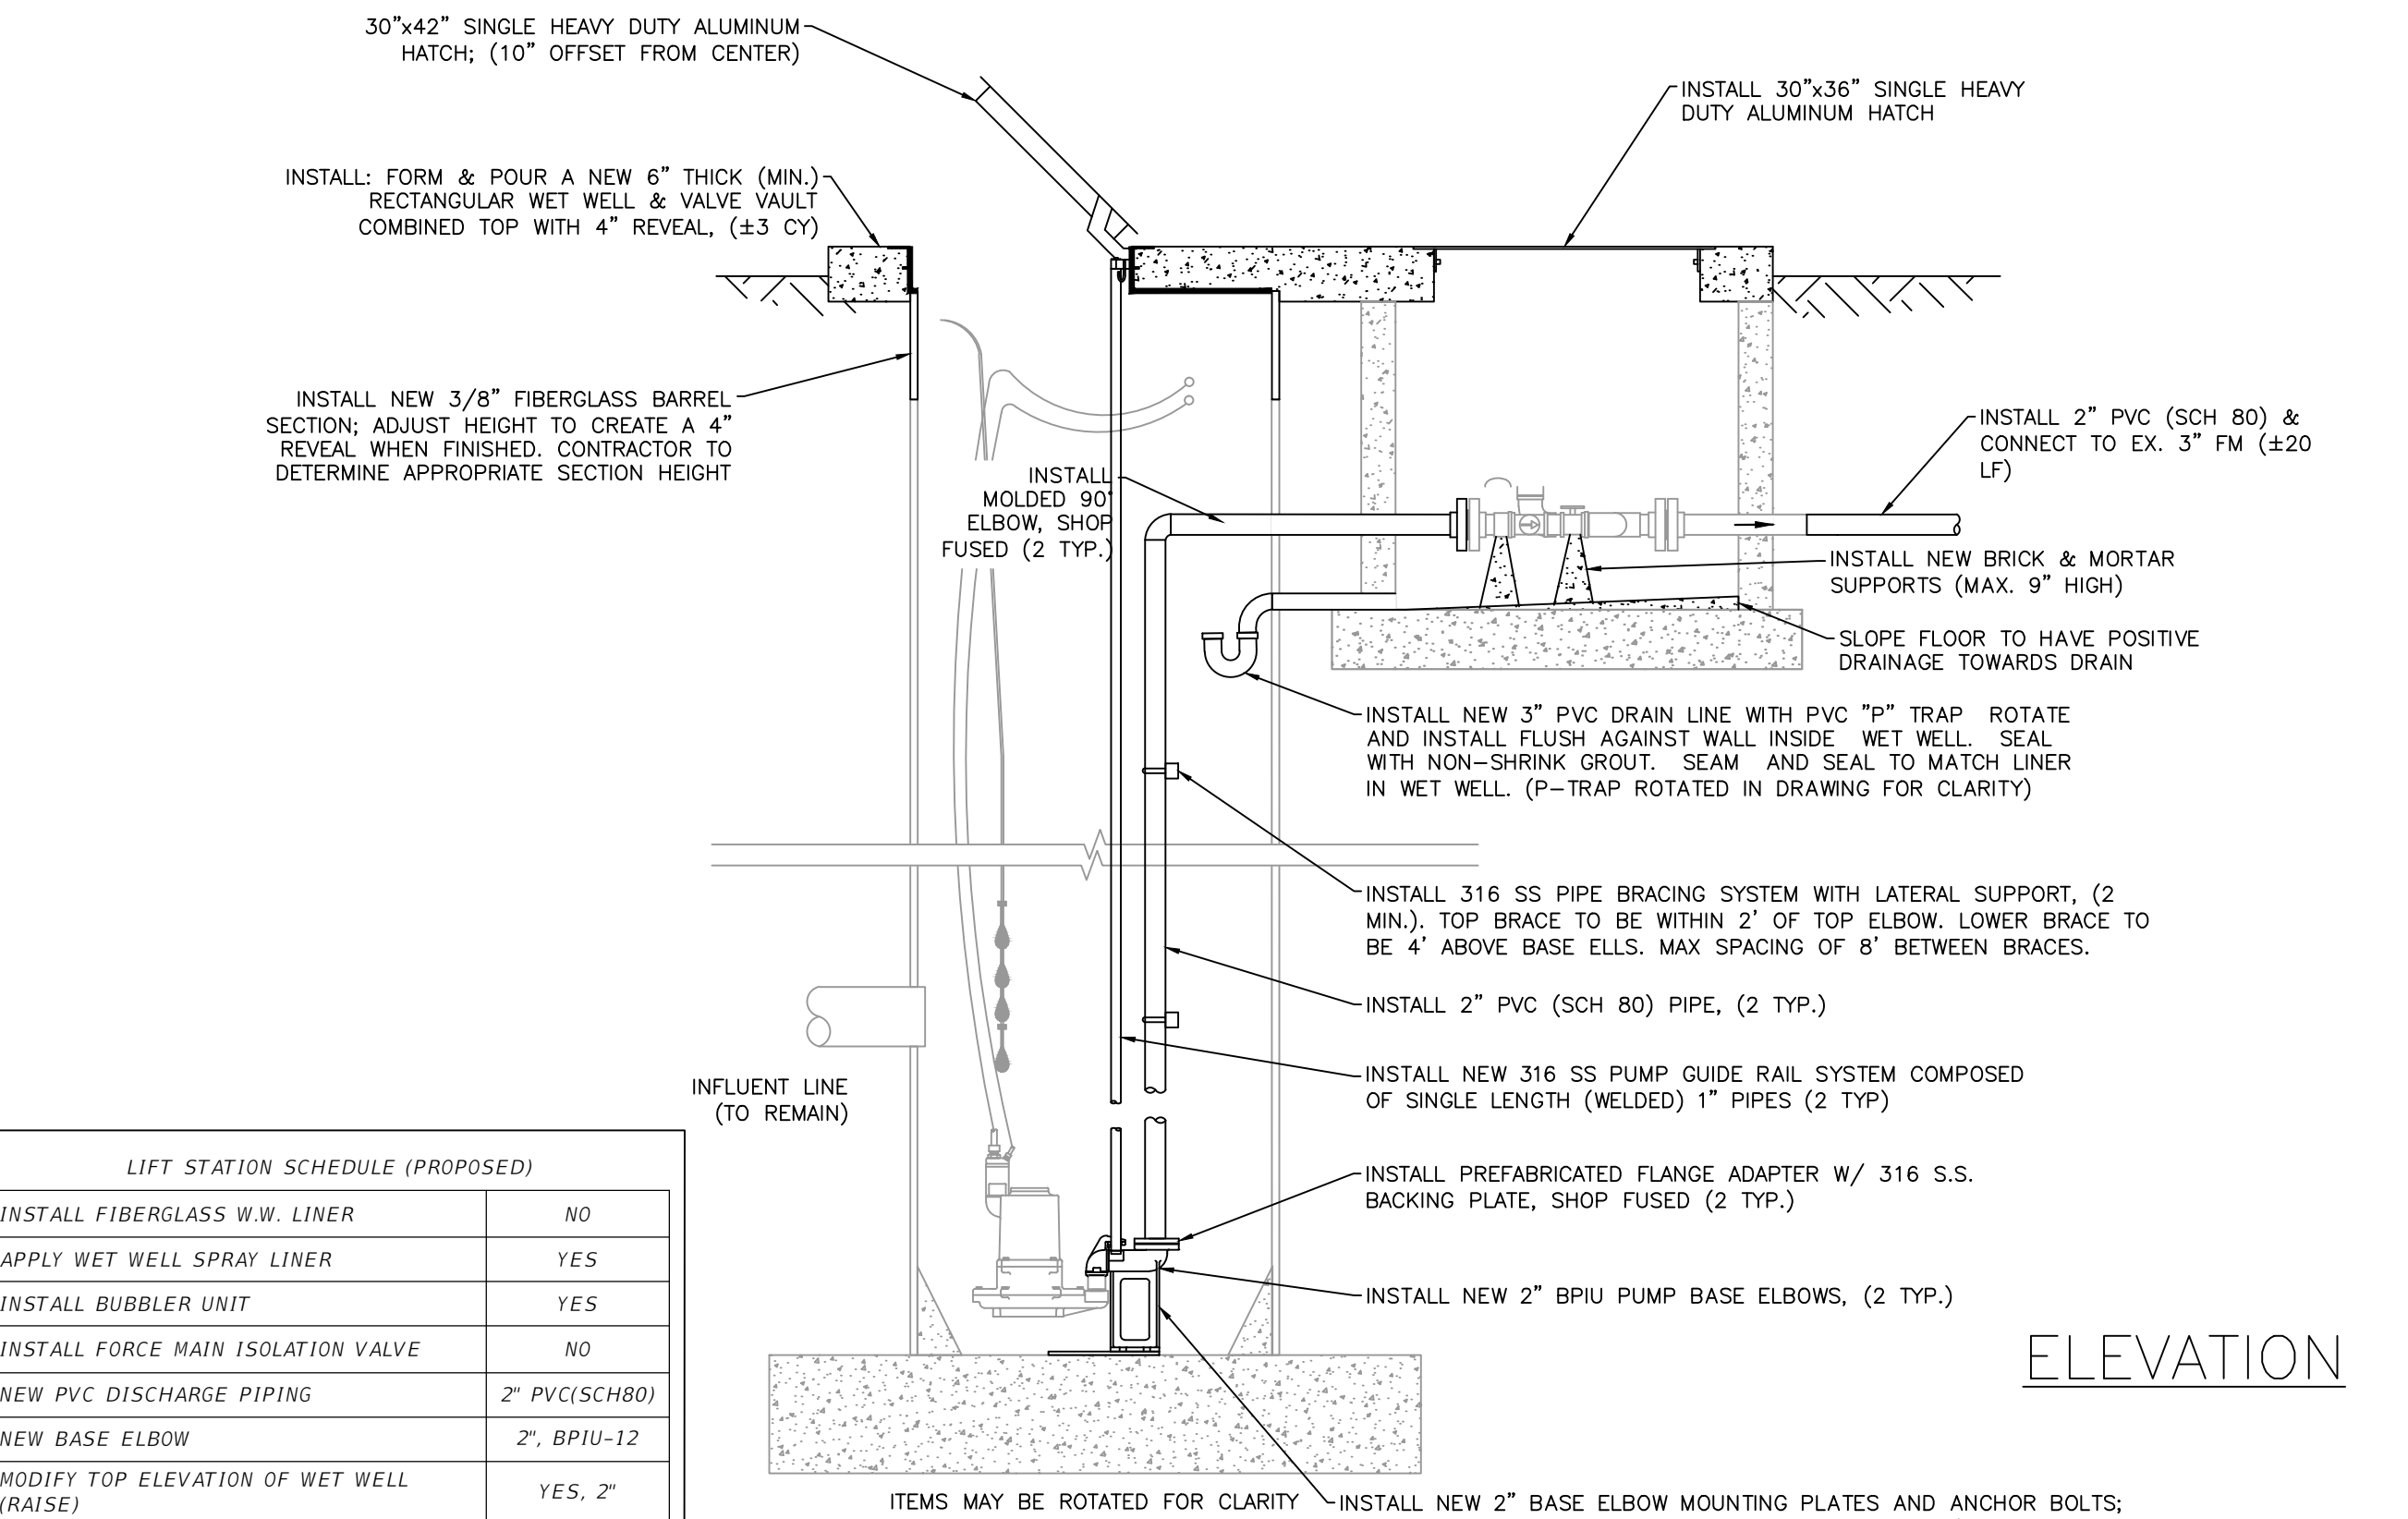 30”x42” SINGLE HEAVY DUTY ALUMINUM
HATCH; (10” OFFSET FROM CENTER)
INSTALL 30”x36” SINGLE HEAVY
DUTY ALUMINUM HATCH
INSTALL: FORM & POUR A NEW 6” THICK (MIN.)
RECTANGULAR WET WELL & VALVE VAULT
COMBINED TOP WITH 4” REVEAL, (±3 CY)
INSTALL NEW 3/8” FIBERGLASS BARREL
SECTION; ADJUST HEIGHT TO CREATE A 4”
REVEAL WHEN FINISHED. CONTRACTOR TO
DETERMINE APPROPRIATE SECTION HEIGHT
INSTALL
MOLDED 90°
ELBOW, SHOP
FUSED (2 TYP.)
INSTALL 2” PVC (SCH 80) &
CONNECT TO EX. 3” FM (±20
LF)
INSTALL NEW BRICK & MORTAR
SUPPORTS (MAX. 9” HIGH)
SLOPE FLOOR TO HAVE POSITIVE
DRAINAGE TOWARDS DRAIN
INSTALL NEW 3” PVC DRAIN LINE WITH PVC ”P” TRAP ROTATE
AND INSTALL FLUSH AGAINST WALL INSIDE WET WELL. SEAL
WITH NON-SHRINK GROUT. SEAM AND SEAL TO MATCH LINER
IN WET WELL. (P-TRAP ROTATED IN DRAWING FOR CLARITY)
INSTALL 316 SS PIPE BRACING SYSTEM WITH LATERAL SUPPORT, (2
MIN.). TOP BRACE TO BE WITHIN 2’ OF TOP ELBOW. LOWER BRACE TO
BE 4’ ABOVE BASE ELLS. MAX SPACING OF 8’ BETWEEN BRACES.
INSTALL 2” PVC (SCH 80) PIPE, (2 TYP.)
INSTALL NEW 316 SS PUMP GUIDE RAIL SYSTEM COMPOSED
OF SINGLE LENGTH (WELDED) 1” PIPES (2 TYP)
INFLUENT LINE
(TO REMAIN)
INSTALL PREFABRICATED FLANGE ADAPTER W/ 316 S.S.
BACKING PLATE, SHOP FUSED (2 TYP.)
INSTALL NEW 2” BPIU PUMP BASE ELBOWS, (2 TYP.)
ELEVATION
ITEMS MAY BE ROTATED FOR CLARITY
INSTALL NEW 2” BASE ELBOW MOUNTING PLATES AND ANCHOR BOLTS;
LIFT STATION SCHEDULE (PROPOSED)
INSTALL FIBERGLASS W.W. LINER NO
APPLY WET WELL SPRAY LINER YES
INSTALL BUBBLER UNIT YES
INSTALL FORCE MAIN ISOLATION VALVE NO
NEW PVC DISCHARGE PIPING 2" PVC(SCH80)
NEW BASE ELBOW 2", BPIU-12
MODIFY TOP ELEVATION OF WET WELL
(RAISE) YES, 2"